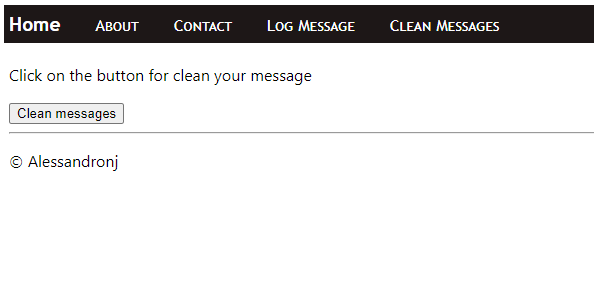 Home About Contact Log Message Clean Messages
Click on the button for clean your message
Clean messages
© Alessandronj